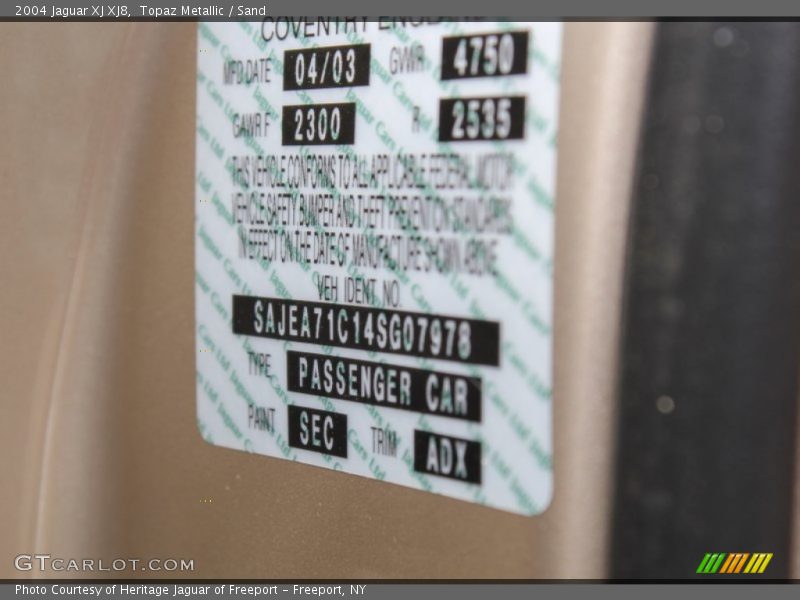 2004 Jaguar XJ XJ8, Topaz Metallic / Sand
COVENTRY ENGLAND
MFD.DATE 04/03 GVWR 4750
GAWR F 2300 R 2535
THIS VEHICLE CONFORMS TO ALL APPLICABLE FEDERAL MOTOR
VEHICLE SAFETY BUMPER AND THEFT PREVENTION STANDARDS
IN EFFECT ON THE DATE OF MANUFACTURE SHOWN ABOVE
VEH IDENT NO.
SAJEA71C14SG07978
TYPE PASSENGER CAR
PAINT SEC TRIM ADX
GTCARLOT.COM
Photo Courtesy of Heritage Jaguar of Freeport - Freeport, NY